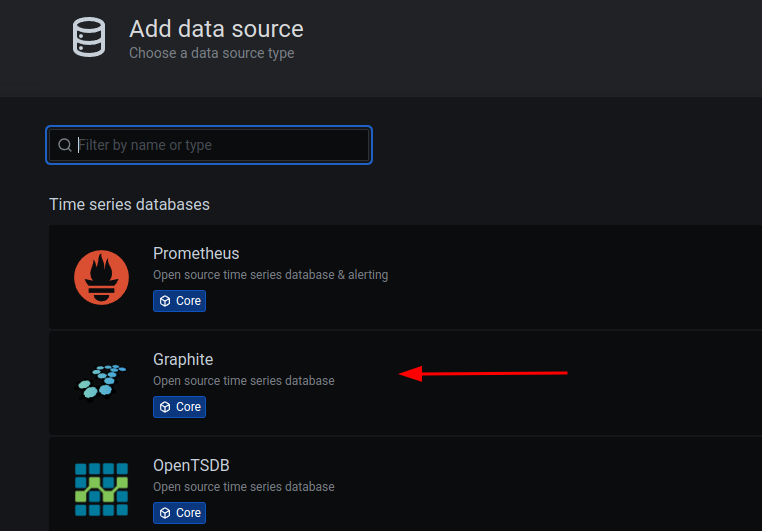 Add data source
Choose a data source type
Filter by name or type
Time series databases
Prometheus
Open source time series database & alerting
Core
Graphite
Open source time series database
Core
OpenTSDB
Open source time series database
Core